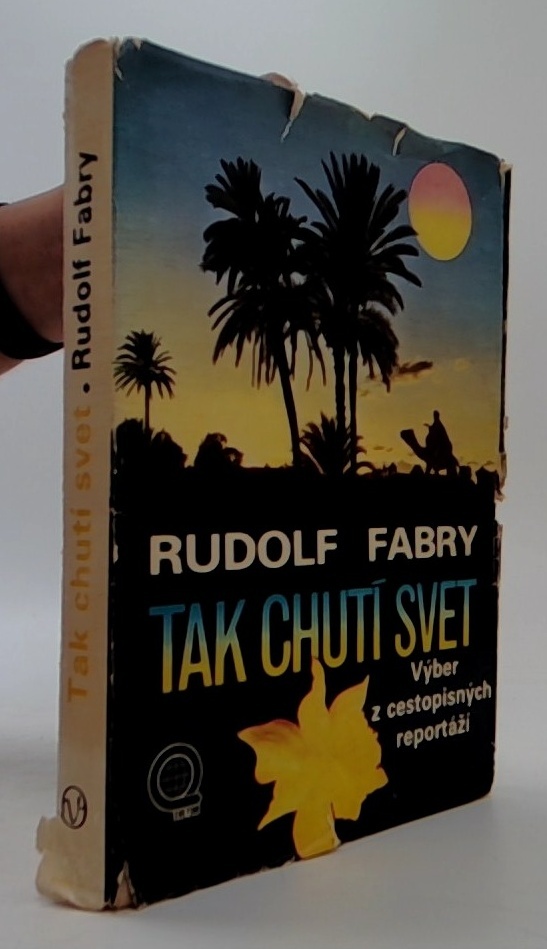 Tak chutí svet • Rudolf Fabry
RUDOLF FABRY
TAK CHUTÍ SVET
Výber
z cestopisných
reportáží